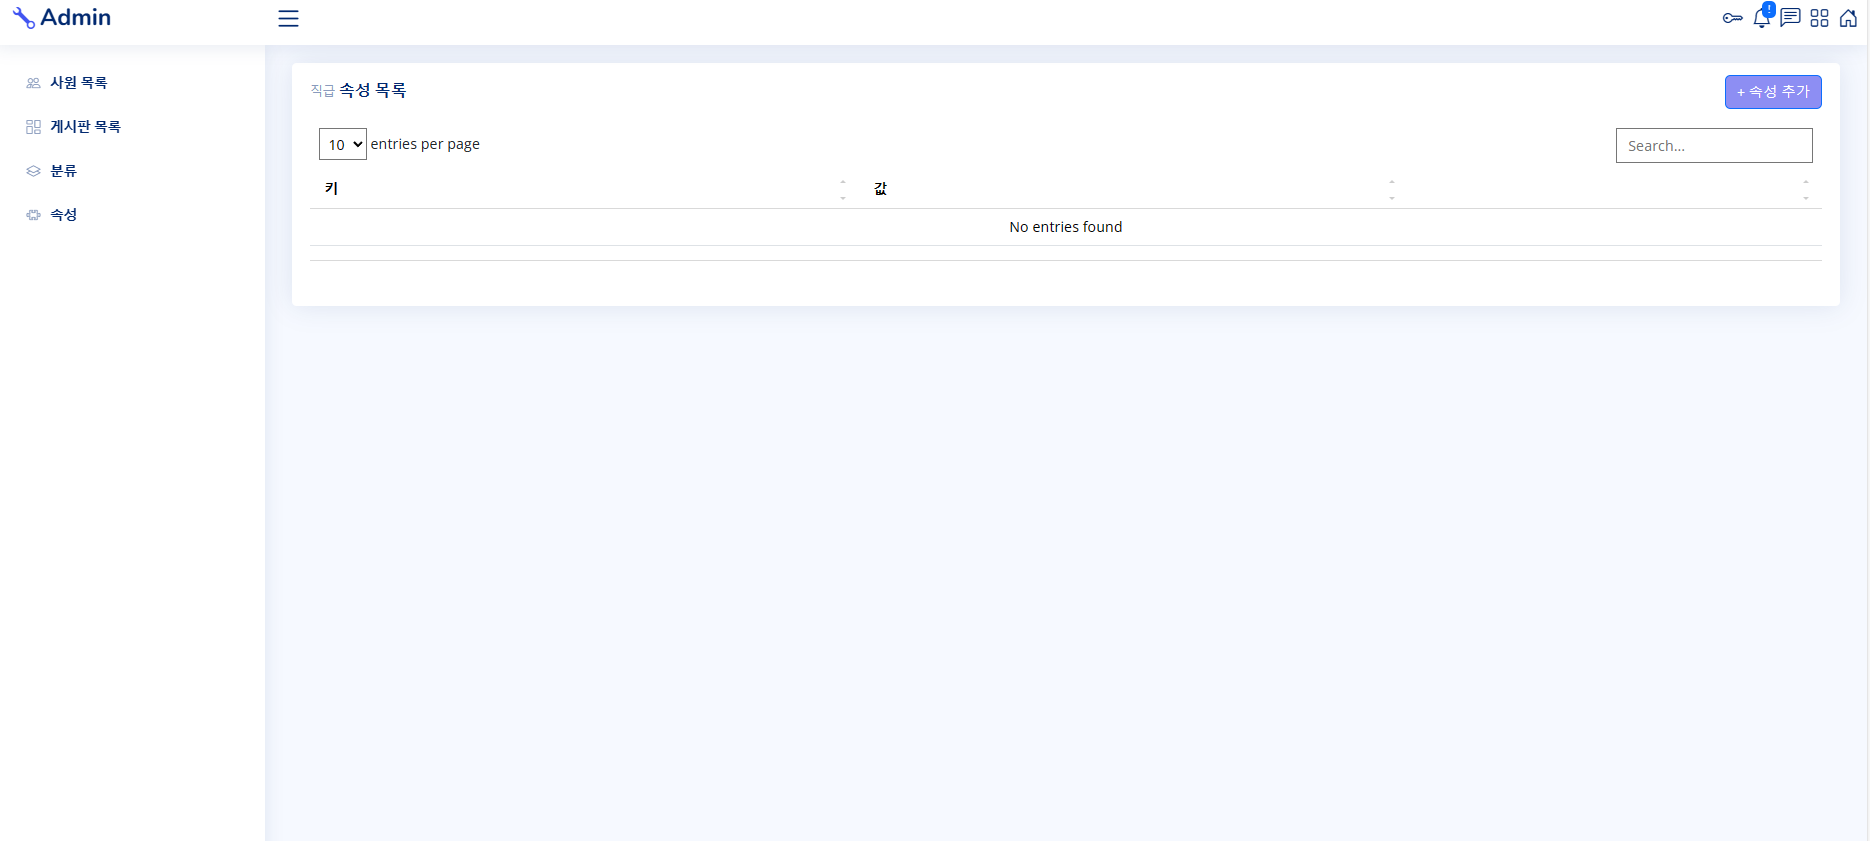 Admin
!
사원 목록
게시판 목록
분류
속성
직급 속성 목록
+ 속성 추가
10 entries per page
Search...
키 값
No entries found